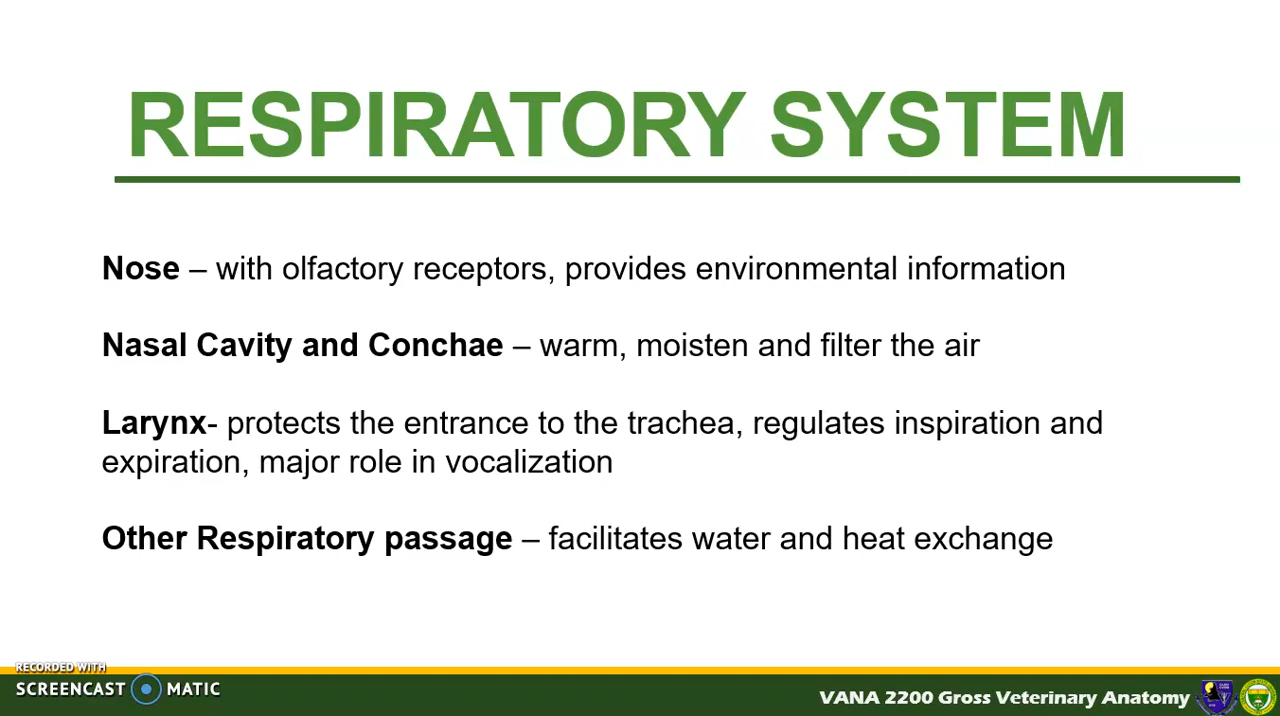 RESPIRATORY SYSTEM
Nose – with olfactory receptors, provides environmental information
Nasal Cavity and Conchae – warm, moisten and filter the air
Larynx- protects the entrance to the trachea, regulates inspiration and
expiration, major role in vocalization
Other Respiratory passage – facilitates water and heat exchange
RECORDED WITH
SCREENCAST MATIC
VANA 2200 Gross Veterinary Anatomy